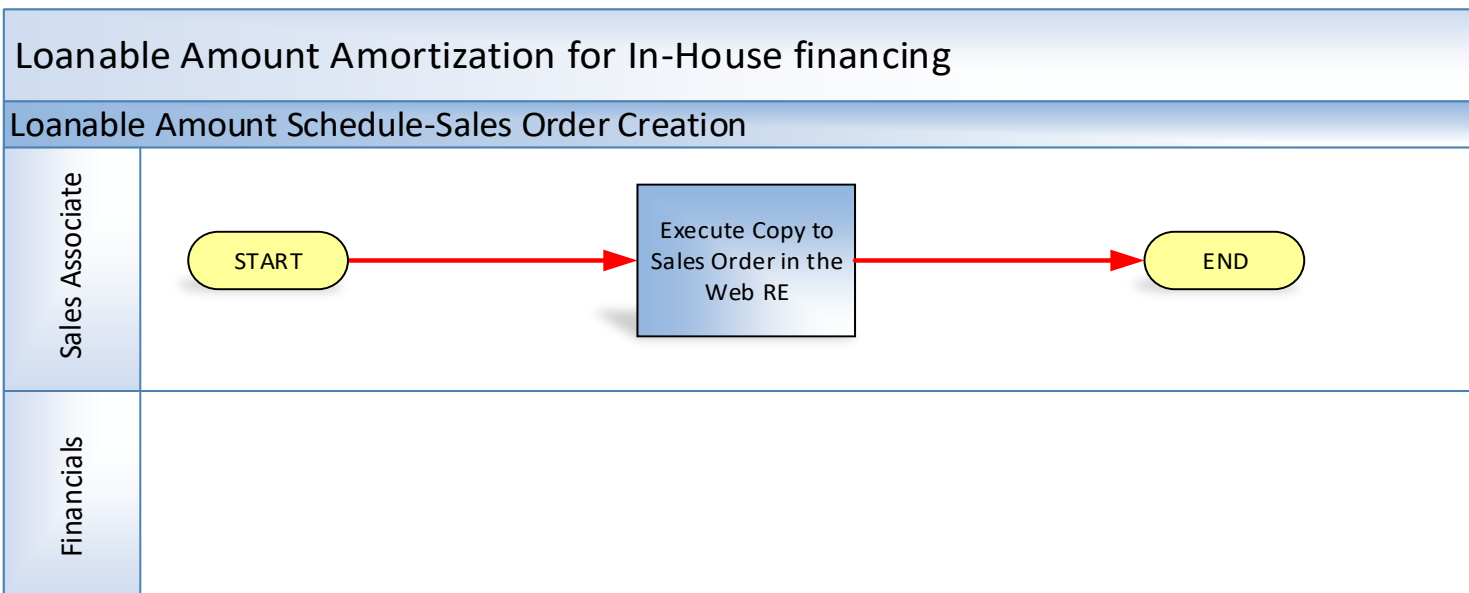 Loanable Amount Amortization for In-House financing
Loanable Amount Schedule-Sales Order Creation
Sales Associate
START
Execute Copy to
Sales Order in the
Web RE
END
Financials